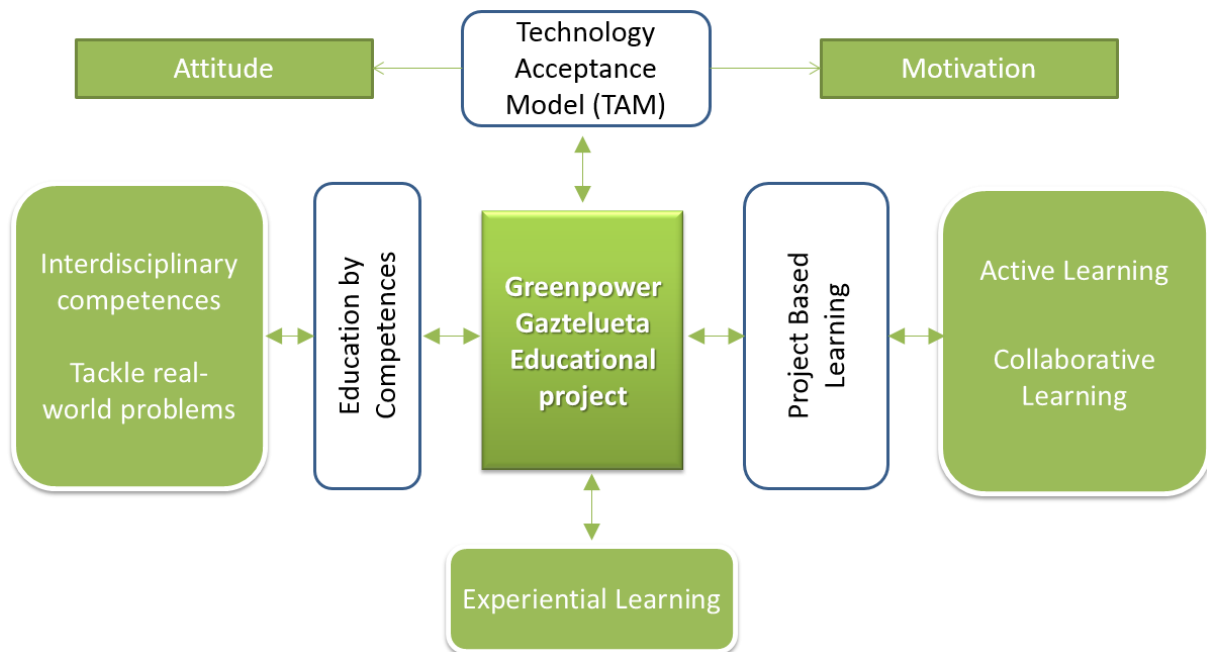 Attitude
Technology
Acceptance
Model (TAM)
Motivation
Interdisciplinary
competences
Tackle real-
world problems
Education by
Competences
Greenpower
Gaztelueta
Educational
project
Project Based
Learning
Active Learning
Collaborative
Learning
Experiential Learning